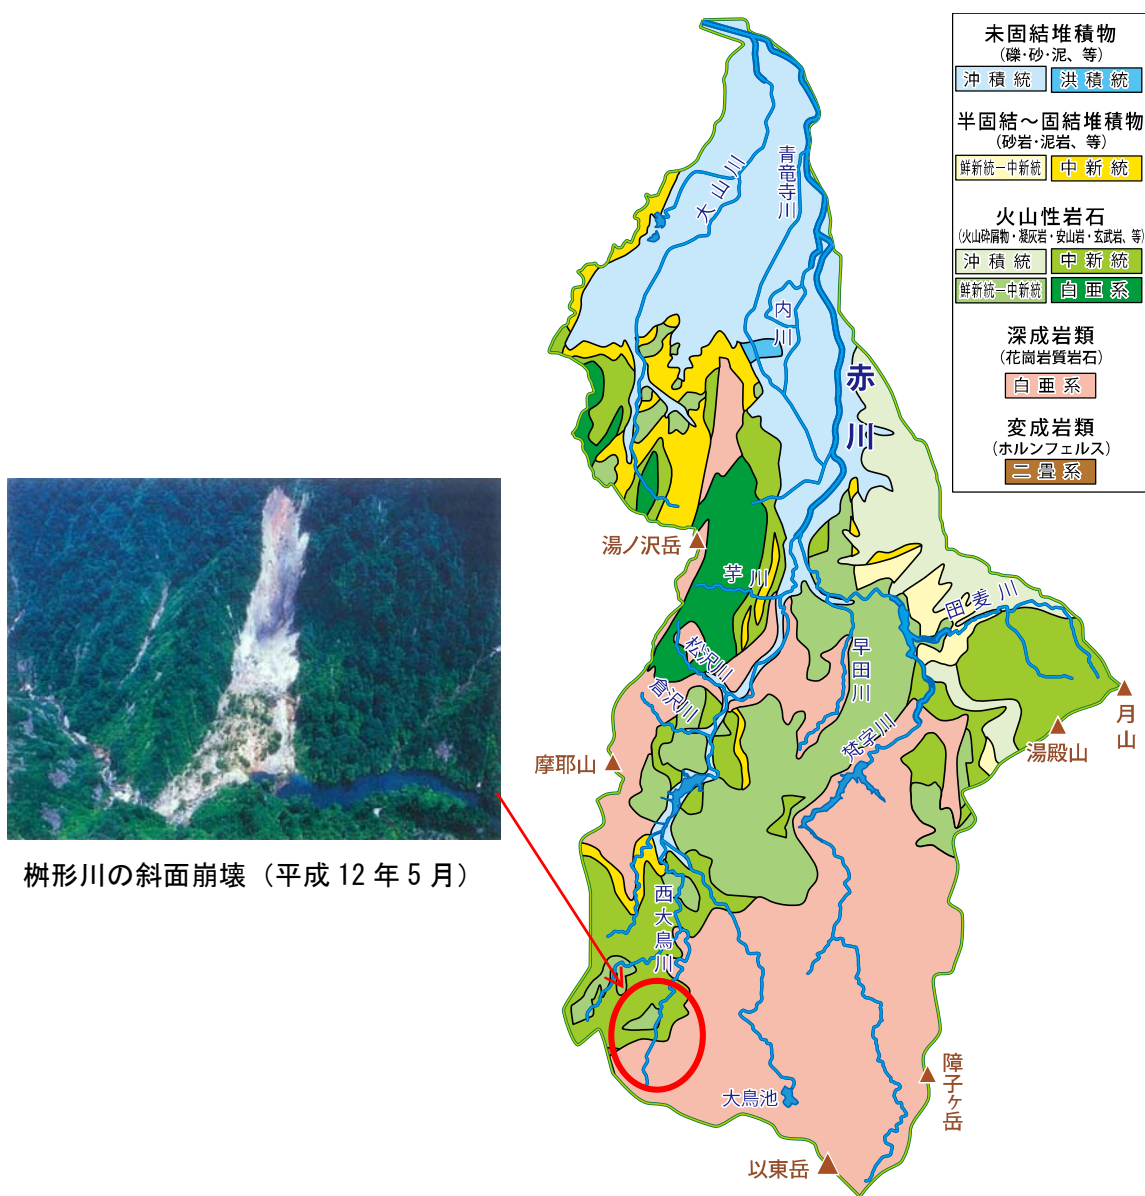 未固結堆積物
(礫・砂・泥、等)
沖積統 洪積統
半固結～固結堆積物
(砂岩・泥岩、等)
鮮新統ー中新統 中新統
火山性岩石
(火山砕屑物・凝灰岩・安山岩・玄武岩、等)
沖積統 中新統
鮮新統ー中新統 白亜系
深成岩類
(花崗岩質岩石)
白亜系
変成岩類
(ホルンフェルス)
二畳系
大山川
青竜寺川
内川
赤川
湯ノ沢岳
芋川
田麦川
松沢川
早田川
倉沢川
梵字川
月山
湯殿山
摩耶山
西大鳥川
大鳥池
障子ヶ岳
以東岳
桝形川の斜面崩壊（平成12年5月）